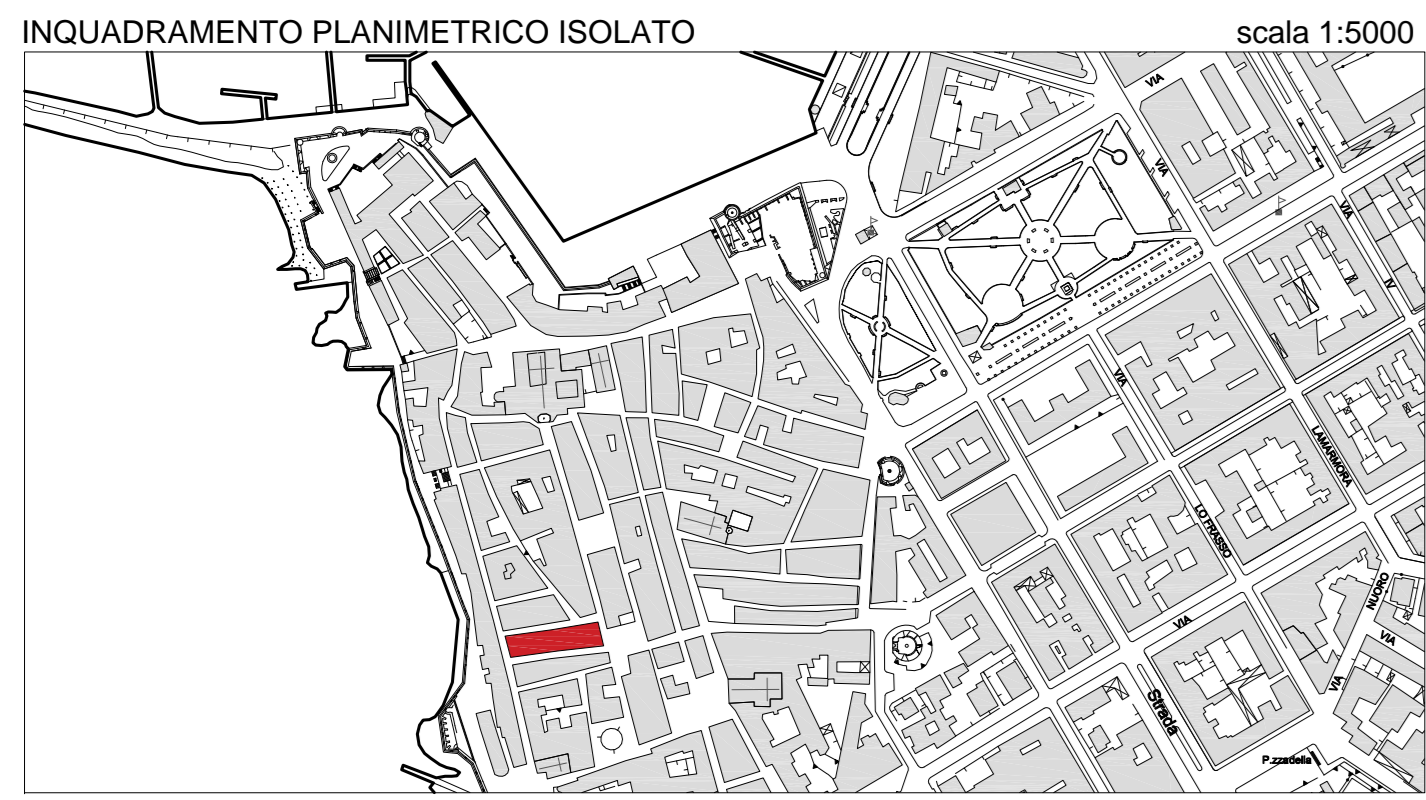 INQUADRAMENTO PLANIMETRICO ISOLATO
scala 1:5000
VIA
VIA
VIA
IV
VIA
LAMARMORA
LO FRASSO
NUORO
VIA
VIA
VIA
Strada
P.zzadella